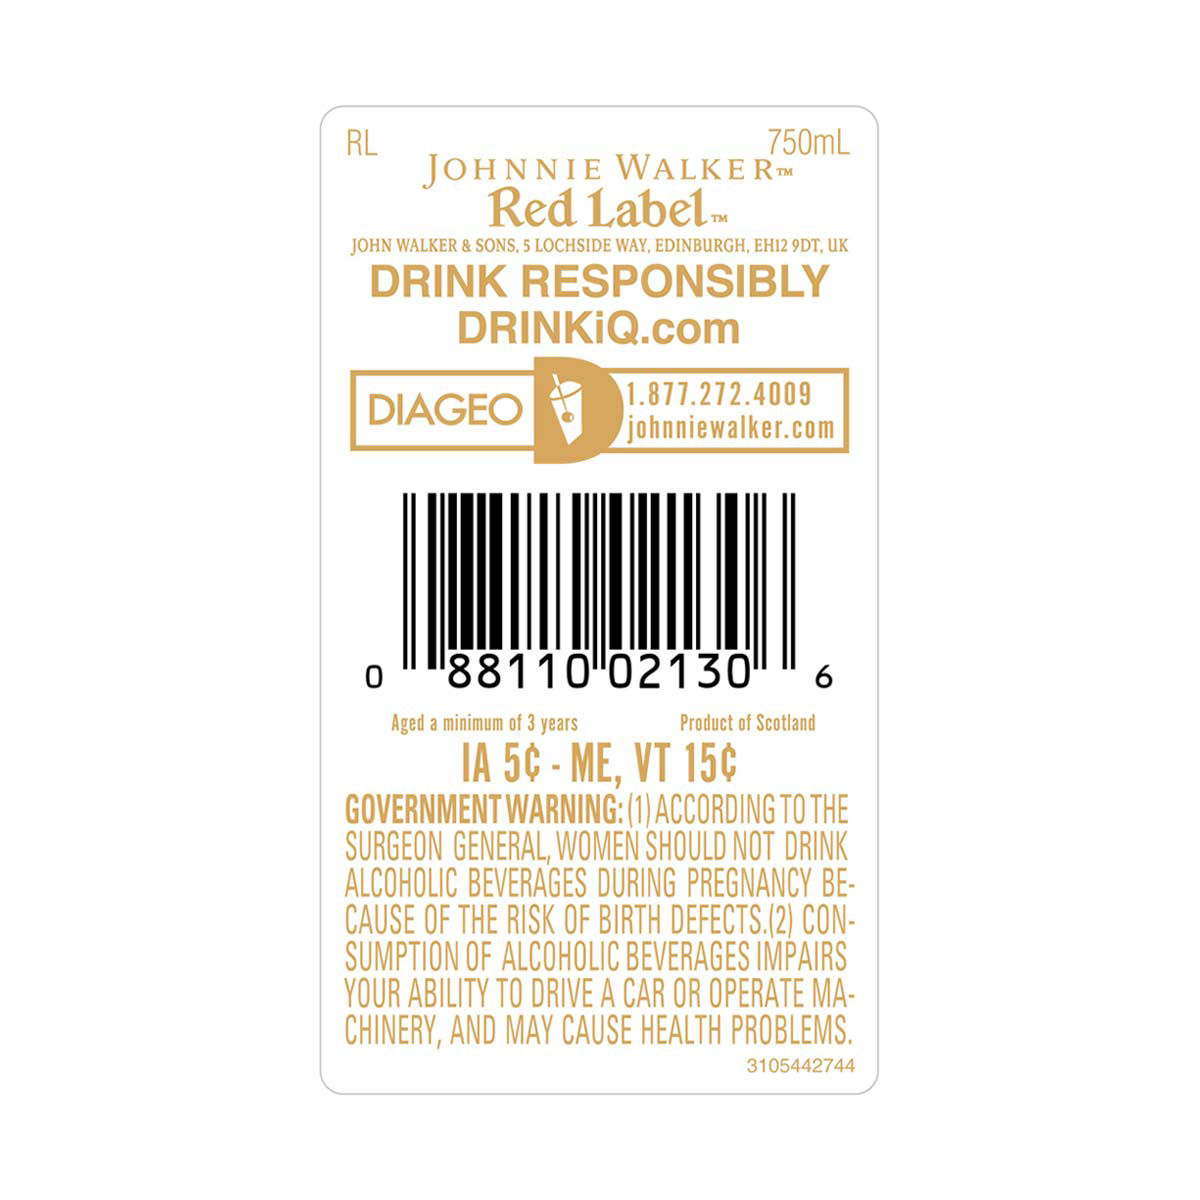 RL
750mL
JOHNNIE WALKER™
Red Label™
JOHN WALKER & SONS, 5 LOCHSIDE WAY, EDINBURGH, EH12 9DT, UK
DRINK RESPONSIBLY
DRINKiQ.com
DIAGEO
1.877.272.4009
johnniewalker.com
0 88110 02130 6
Aged a minimum of 3 years
Product of Scotland
IA 5¢ - ME, VT 15¢
GOVERNMENT WARNING: (1) ACCORDING TO THE
SURGEON GENERAL, WOMEN SHOULD NOT DRINK
ALCOHOLIC BEVERAGES DURING PREGNANCY BE-
CAUSE OF THE RISK OF BIRTH DEFECTS.(2) CON-
SUMPTION OF ALCOHOLIC BEVERAGES IMPAIRS
YOUR ABILITY TO DRIVE A CAR OR OPERATE MA-
CHINERY, AND MAY CAUSE HEALTH PROBLEMS.
3105442744